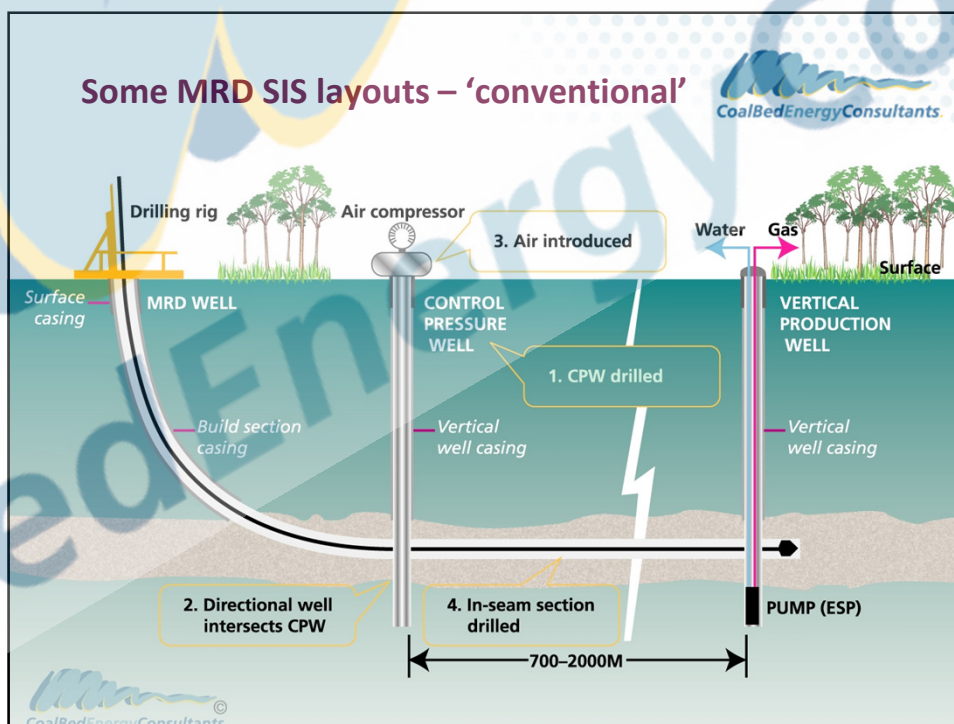 Some MRD SIS layouts – ‘conventional’
CoalBedEnergyConsultants.
Drilling rig
Air compressor
3. Air introduced
Water
Gas
Surface
Surface
casing
MRD WELL
CONTROL
PRESSURE
WELL
VERTICAL
PRODUCTION
WELL
1. CPW drilled
Build section
casing
Vertical
well casing
Vertical
well casing
2. Directional well
intersects CPW
4. In-seam section
drilled
PUMP (ESP)
700–2000M
©
CoalBedEnergyConsultants
edEnergyCo